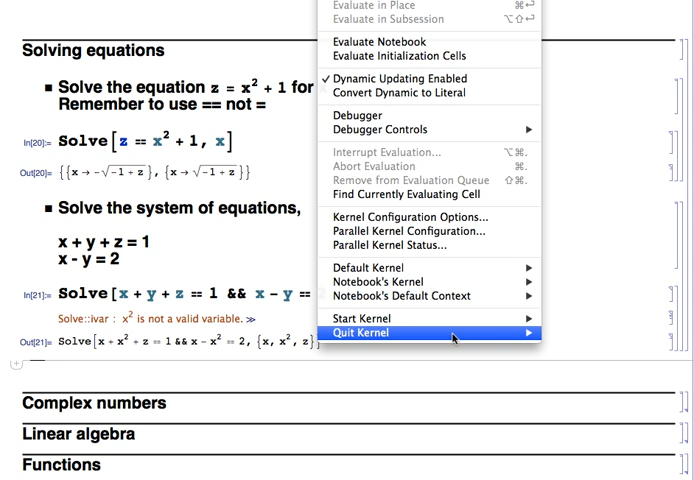 Evaluate in Place ⌘↩
Evaluate in Subsession ⌥⇧↩
Evaluate Notebook
Evaluate Initialization Cells
✓ Dynamic Updating Enabled
Convert Dynamic to Literal
Debugger
Debugger Controls ▶
Interrupt Evaluation... ⌥⌘.
Abort Evaluation ⌘.
Remove from Evaluation Queue ⇧⌘.
Find Currently Evaluating Cell
Kernel Configuration Options...
Parallel Kernel Configuration...
Parallel Kernel Status...
Default Kernel ▶
Notebook's Kernel ▶
Notebook's Default Context ▶
Start Kernel ▶
Quit Kernel ▶
Solving equations
▪ Solve the equation z = x² + 1 for
Remember to use == not =
In[20]:= Solve[z == x² + 1, x]
Out[20]= {{x → -√(-1 + z)}, {x → √(-1 + z)}}
▪ Solve the system of equations,
x + y + z = 1
x - y = 2
In[21]:= Solve[x + y + z == 1 && x - y ==
Solve::ivar : x² is not a valid variable. ≫
Out[21]= Solve[x + x² + z == 1 && x - x² == 2, {x, x², z}]
Complex numbers
Linear algebra
Functions